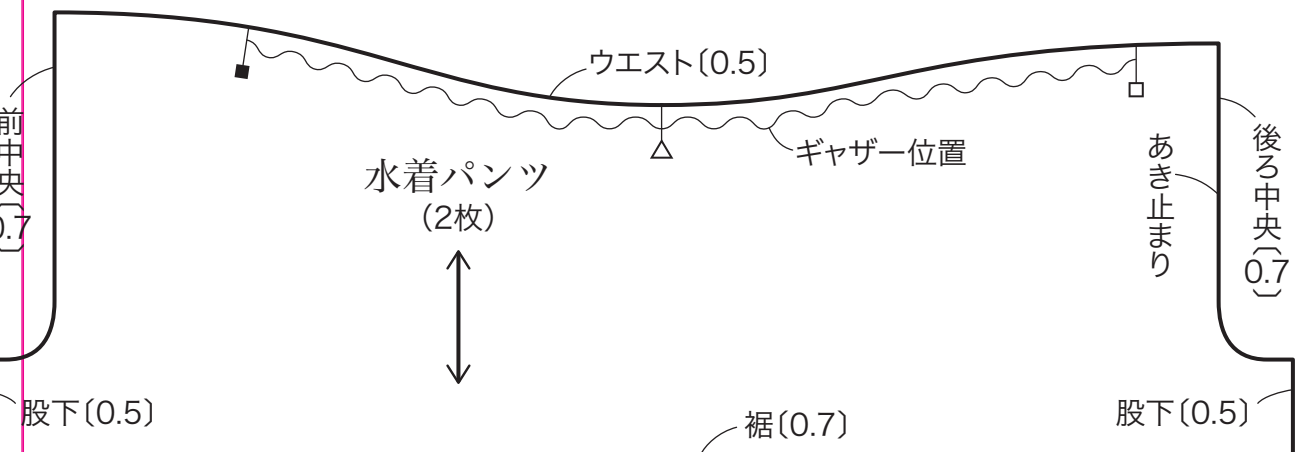 ウエスト〔0.5〕
ギャザー位置
前中央〔0.7〕
水着パンツ
（2枚）
あき止まり
後ろ中央〔0.7〕
股下〔0.5〕
裾〔0.7〕
股下〔0.5〕